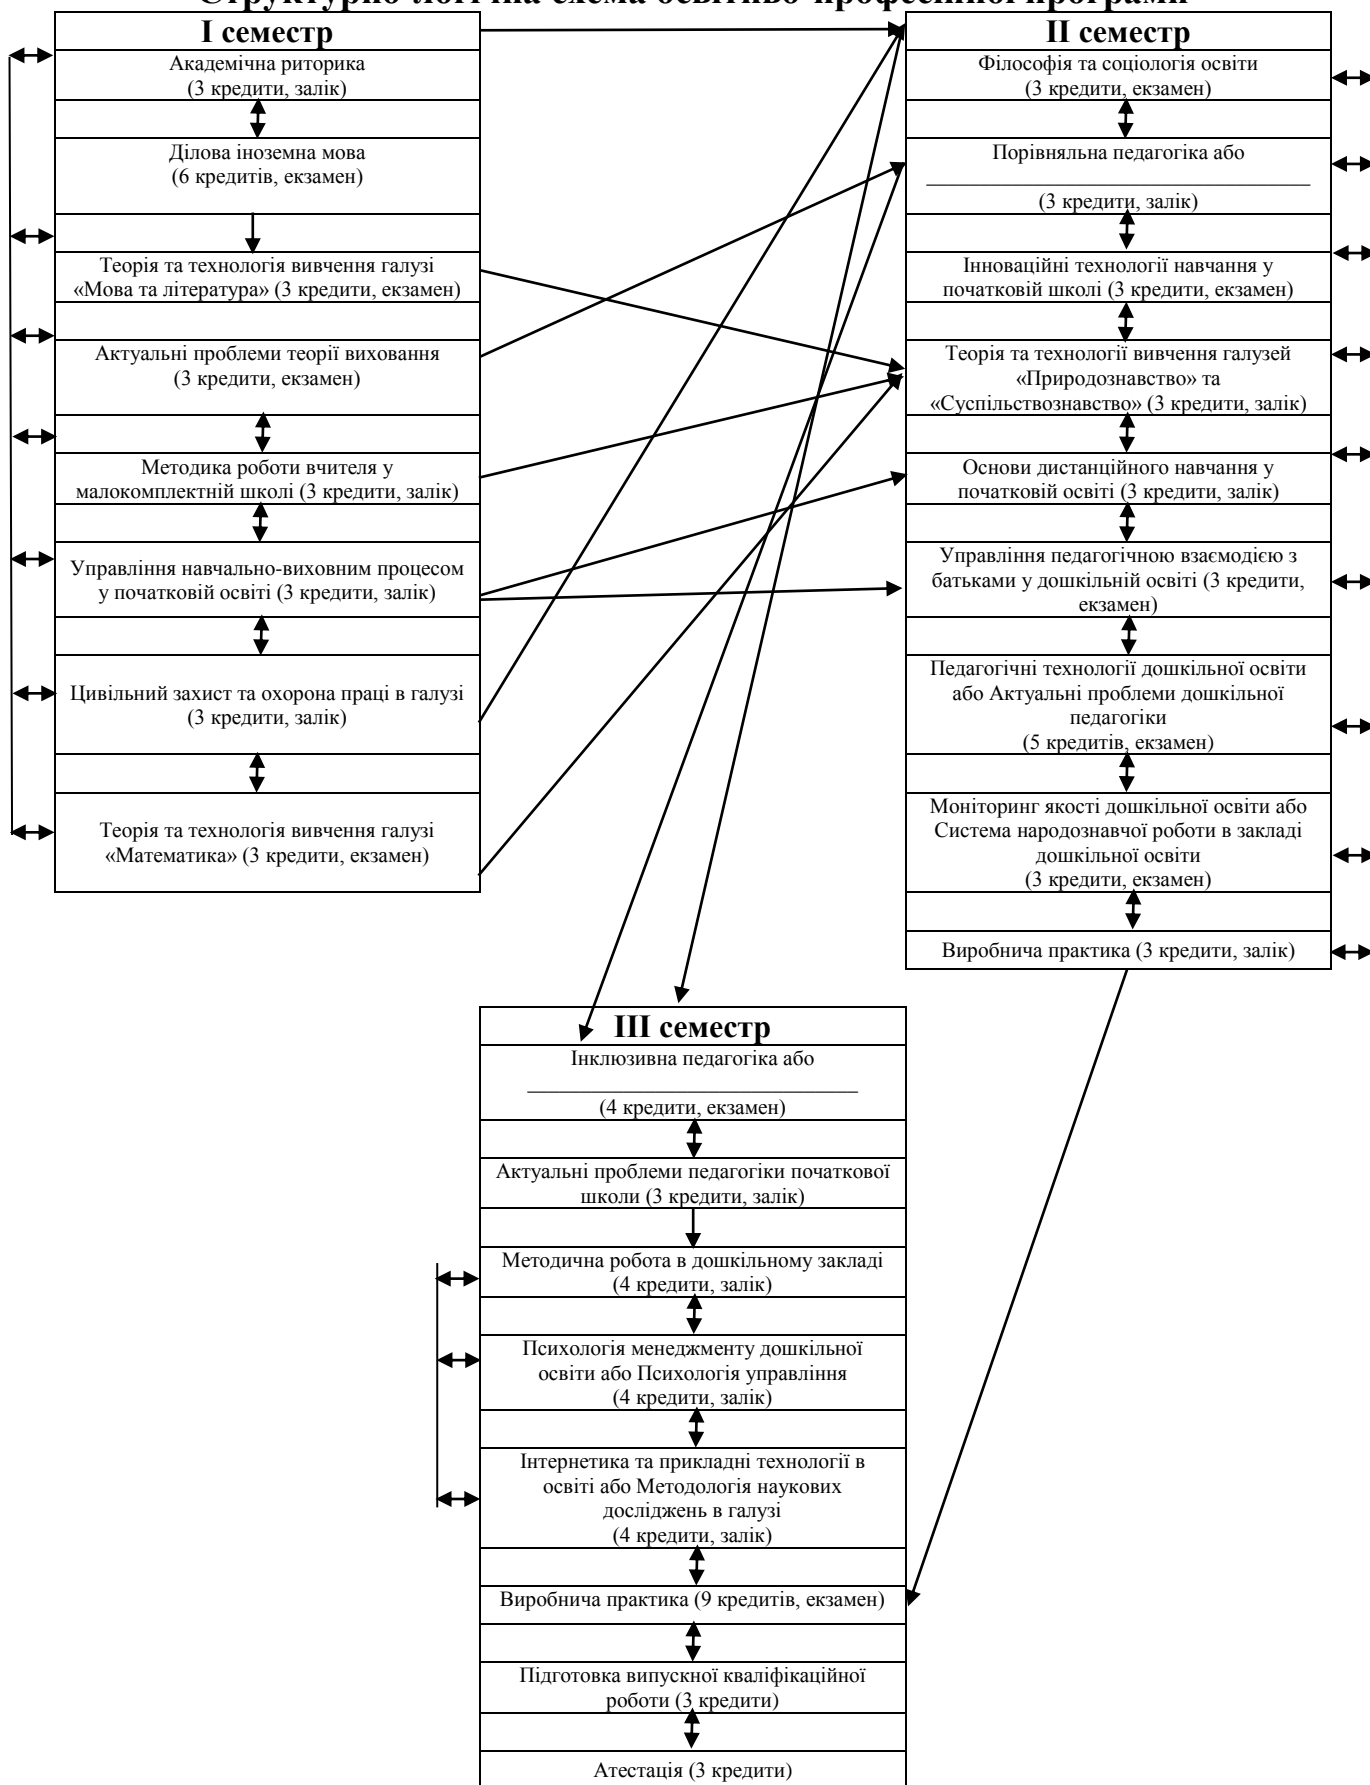 Структурно-логічна схема освітньо-професійної програми
І семестр
Академічна риторика
(3 кредити, залік)
Ділова іноземна мова
(6 кредитів, екзамен)
Теорія та технологія вивчення галузі
«Мова та література» (3 кредити, екзамен)
Актуальні проблеми теорії виховання
(3 кредити, екзамен)
Методика роботи вчителя у
малокомплектній школі (3 кредити, залік)
Управління навчально-виховним процесом
у початковій освіті (3 кредити, залік)
Цивільний захист та охорона праці в галузі
(3 кредити, залік)
Теорія та технологія вивчення галузі
«Математика» (3 кредити, екзамен)
ІІ семестр
Філософія та соціологія освіти
(3 кредити, екзамен)
Порівняльна педагогіка або
___________________________________
(3 кредити, залік)
Інноваційні технології навчання у
початковій школі (3 кредити, екзамен)
Теорія та технології вивчення галузей
«Природознавство» та
«Суспільствознавство» (3 кредити, залік)
Основи дистанційного навчання у
початковій освіті (3 кредити, залік)
Управління педагогічною взаємодією з
батьками у дошкільній освіті (3 кредити,
екзамен)
Педагогічні технології дошкільної освіти
або Актуальні проблеми дошкільної
педагогіки
(5 кредитів, екзамен)
Моніторинг якості дошкільної освіти або
Система народознавчої роботи в закладі
дошкільної освіти
(3 кредити, екзамен)
Виробнича практика (3 кредити, залік)
ІІІ семестр
Інклюзивна педагогіка або
______________________________
(4 кредити, екзамен)
Актуальні проблеми педагогіки початкової
школи (3 кредити, залік)
Методична робота в дошкільному закладі
(4 кредити, залік)
Психологія менеджменту дошкільної
освіти або Психологія управління
(4 кредити, залік)
Інтернетика та прикладні технології в
освіті або Методологія наукових
досліджень в галузі
(4 кредити, залік)
Виробнича практика (9 кредитів, екзамен)
Підготовка випускної кваліфікаційної
роботи (3 кредити)
Атестація (3 кредити)